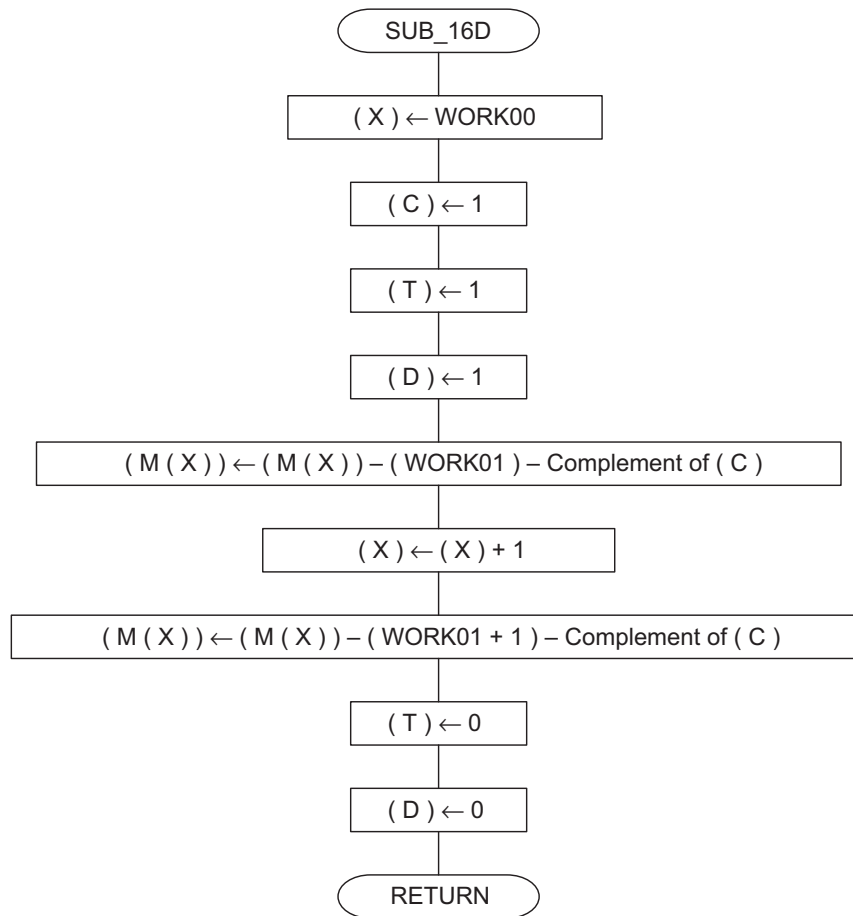 SUB_16D
( X ) ← WORK00
( C ) ← 1
( T ) ← 1
( D ) ← 1
( M ( X ) ) ← ( M ( X ) ) – ( WORK01 ) – Complement of ( C )
( X ) ← ( X ) + 1
( M ( X ) ) ← ( M ( X ) ) – ( WORK01 + 1 ) – Complement of ( C )
( T ) ← 0
( D ) ← 0
RETURN